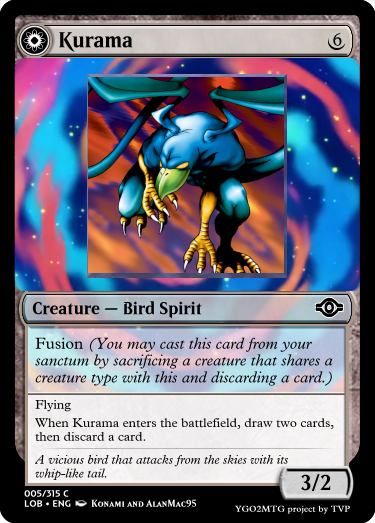 Kurama
6
Creature — Bird Spirit
Fusion (You may cast this card from your
sanctum by sacrificing a creature that shares a
creature type with this and discarding a card.)
Flying
When Kurama enters the battlefield, draw two cards,
then discard a card.
A vicious bird that attacks from the skies with its
whip-like tail.
3/2
005/315 C
LOB • ENG Konami and AlanMac95
YGO2MTG project by TVP